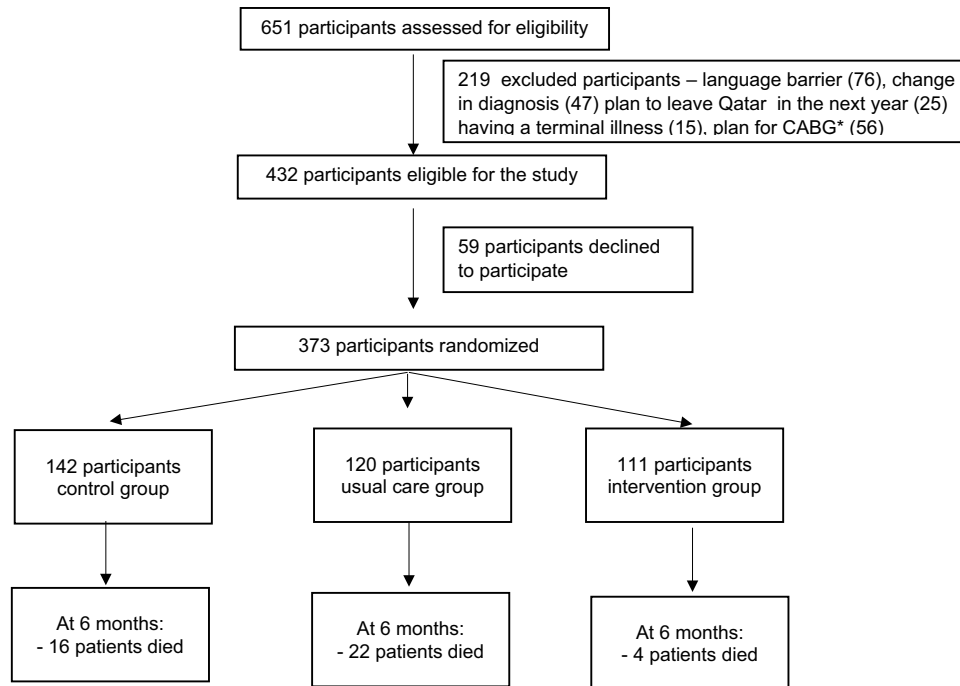 651 participants assessed for eligibility
219 excluded participants – language barrier (76), change
in diagnosis (47) plan to leave Qatar in the next year (25)
having a terminal illness (15), plan for CABG* (56)
432 participants eligible for the study
59 participants declined
to participate
373 participants randomized
142 participants
control group
120 participants
usual care group
111 participants
intervention group
At 6 months:
- 16 patients died
At 6 months:
- 22 patients died
At 6 months:
- 4 patients died